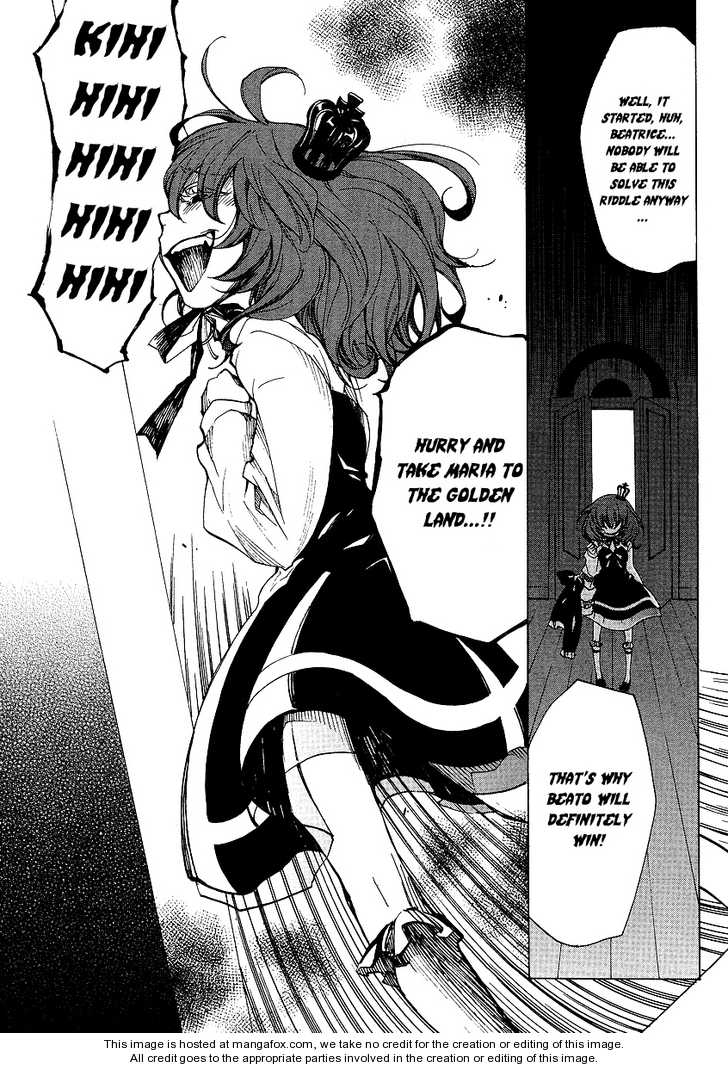 WELL, IT
STARTED, HUH,
BEATRICE...
NOBODY WILL
BE ABLE TO
SOLVE THIS
RIDDLE ANYWAY
...
THAT'S WHY
BEATO WILL
DEFINITELY
WIN!
HURRY AND
TAKE MARIA TO
THE GOLDEN
LAND...!!
KIHI
HIHI
HIHI
HIHI
HIHI
This image is hosted at mangafox.com, we take no credit for the creation or editing of this image.
All credit goes to the appropriate parties involved in the creation or editing of this image.